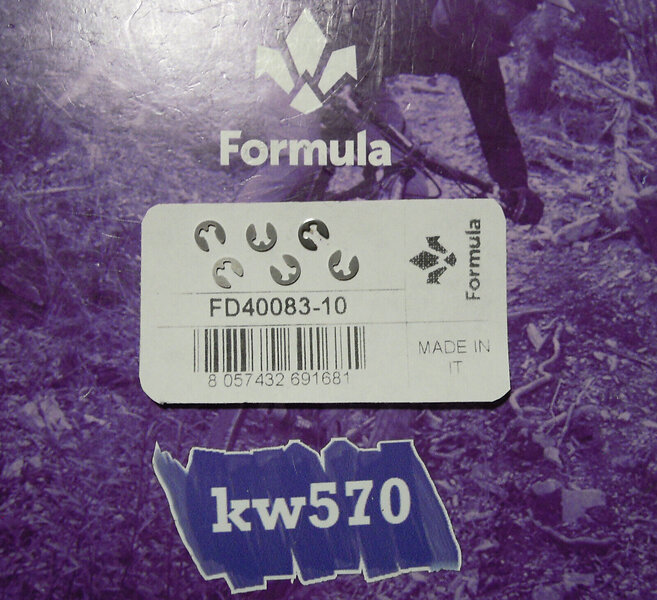 Formula
FD40083-10
8 057432 691681
Formula
MADE IN
IT
kw570